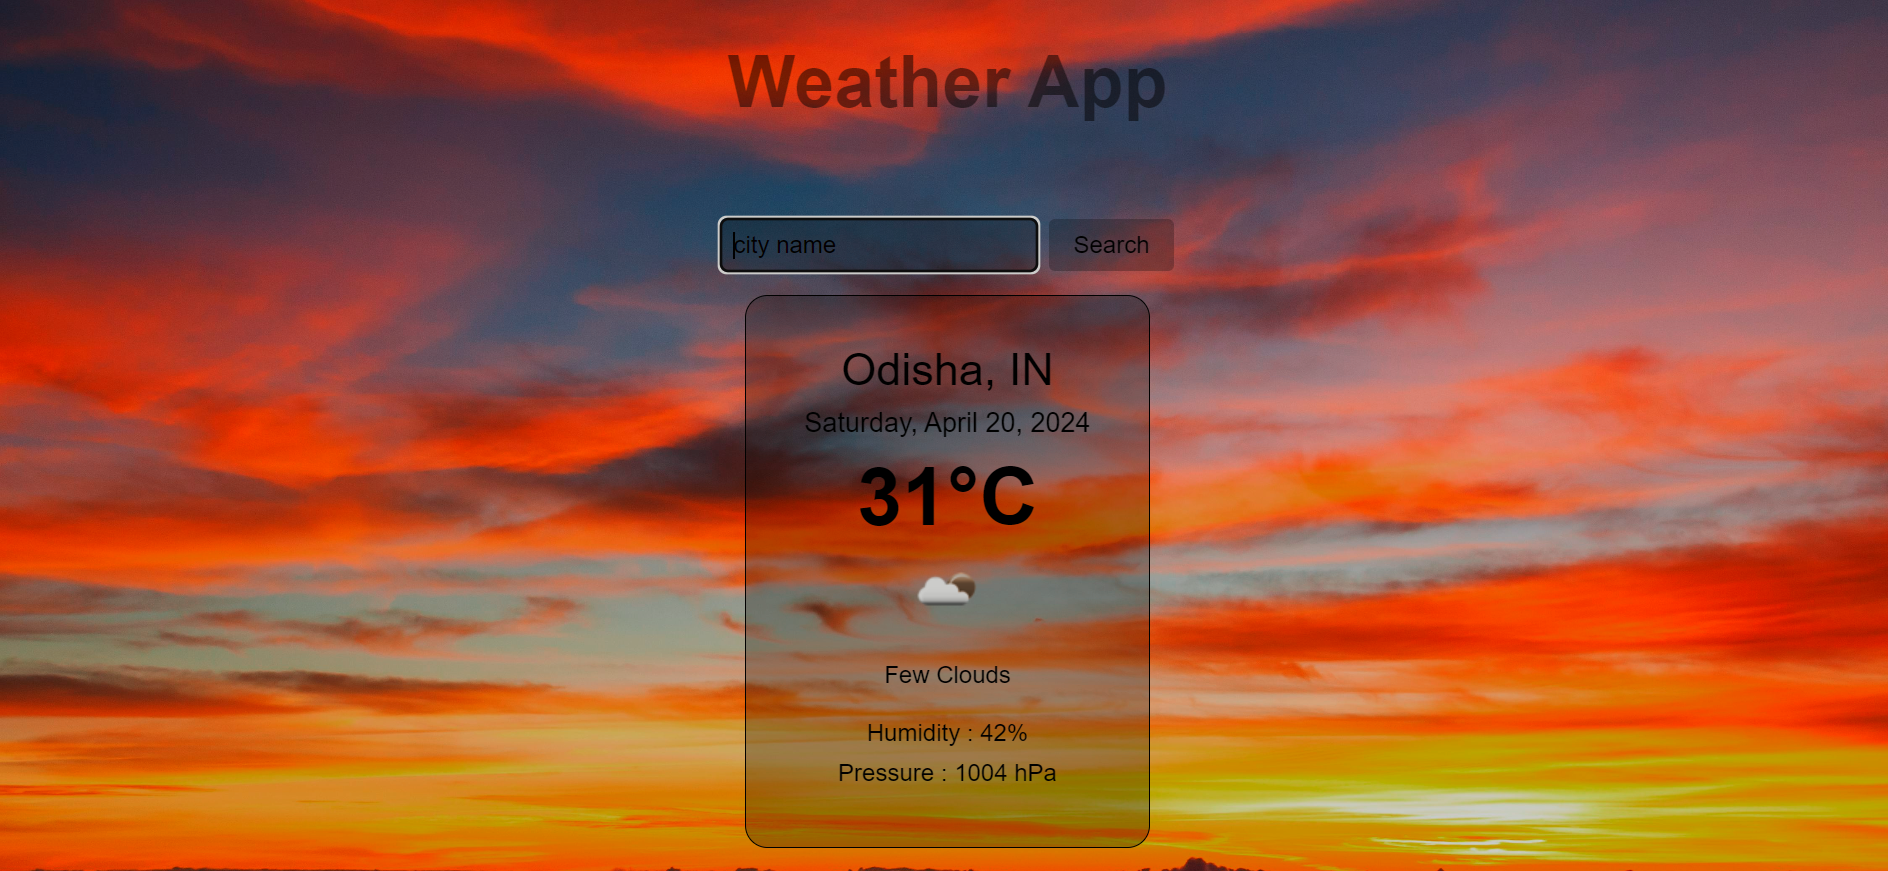 Weather App
city name
Search
Odisha, IN
Saturday, April 20, 2024
31°C
Few Clouds
Humidity : 42%
Pressure : 1004 hPa